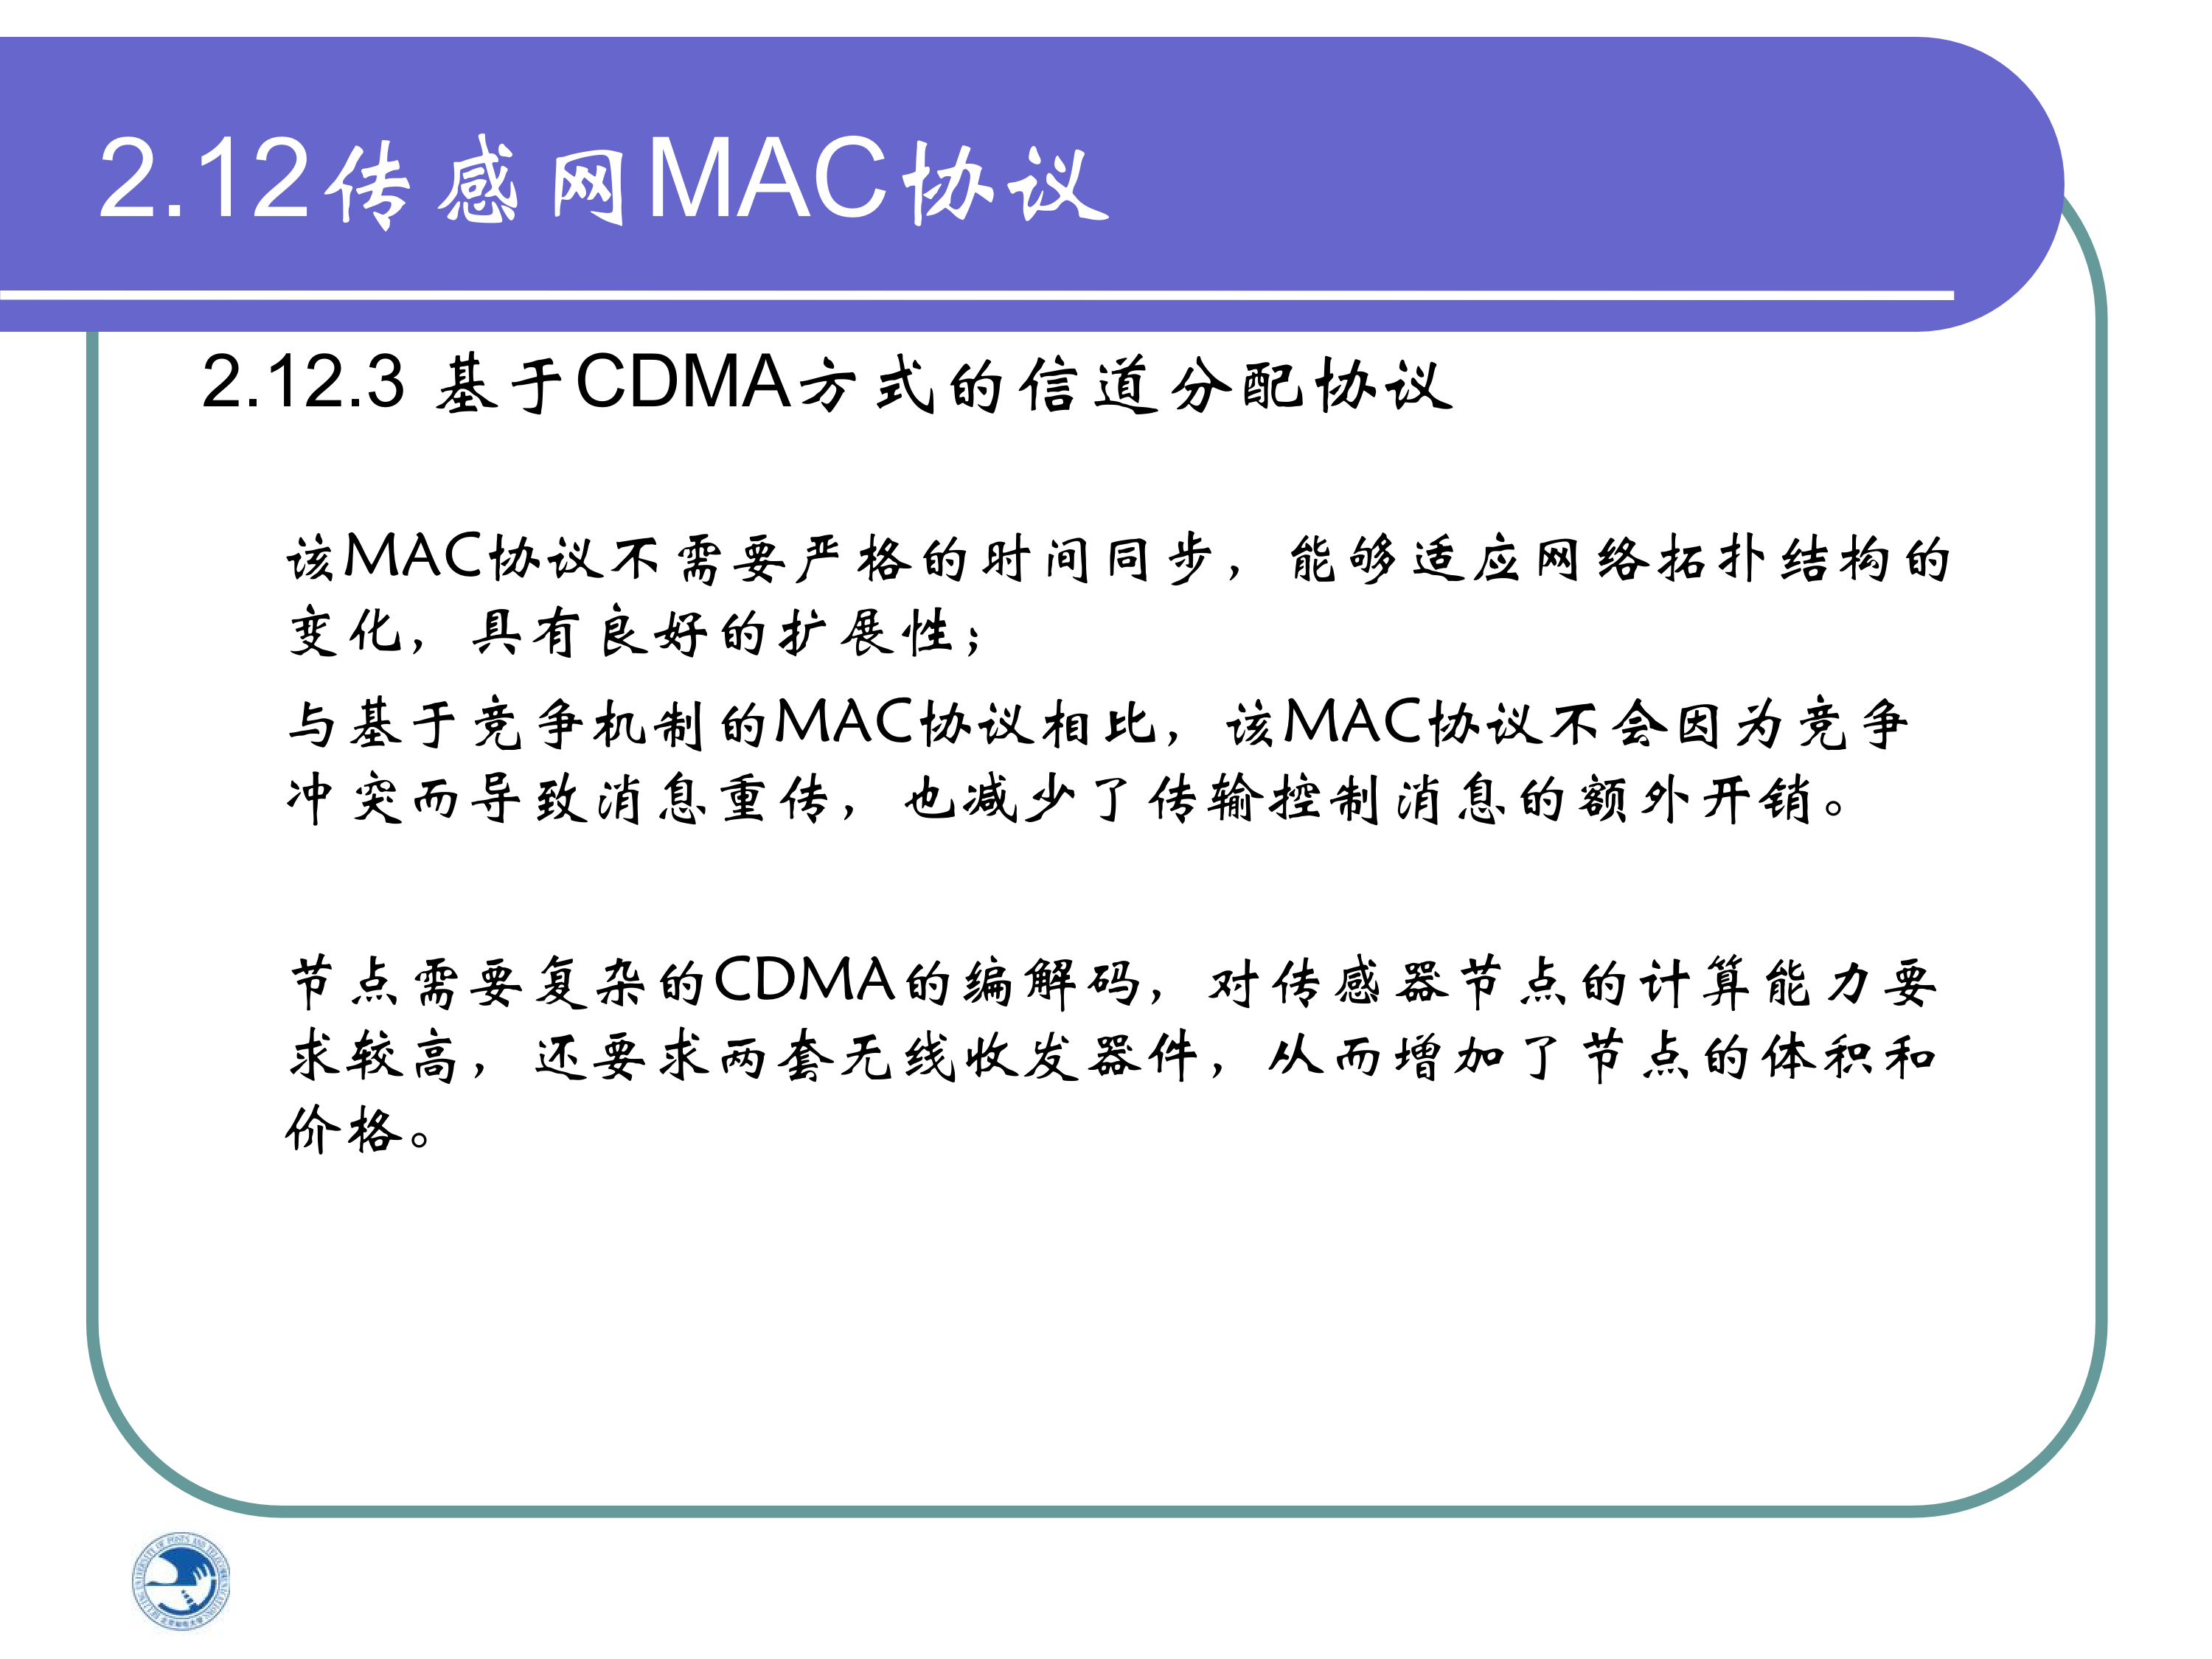 2.12传感网MAC协议
2.12.3 基于CDMA方式的信道分配协议
该MAC协议不需要严格的时间同步，能够适应网络拓扑结构的
变化，具有良好的扩展性；
与基于竞争机制的MAC协议相比，该MAC协议不会因为竞争
冲突而导致消息重传，也减少了传输控制消息的额外开销。
节点需要复杂的CDMA的编解码，对传感器节点的计算能力要
求较高，还要求两套无线收发器件，从而增加了节点的体积和
价格。